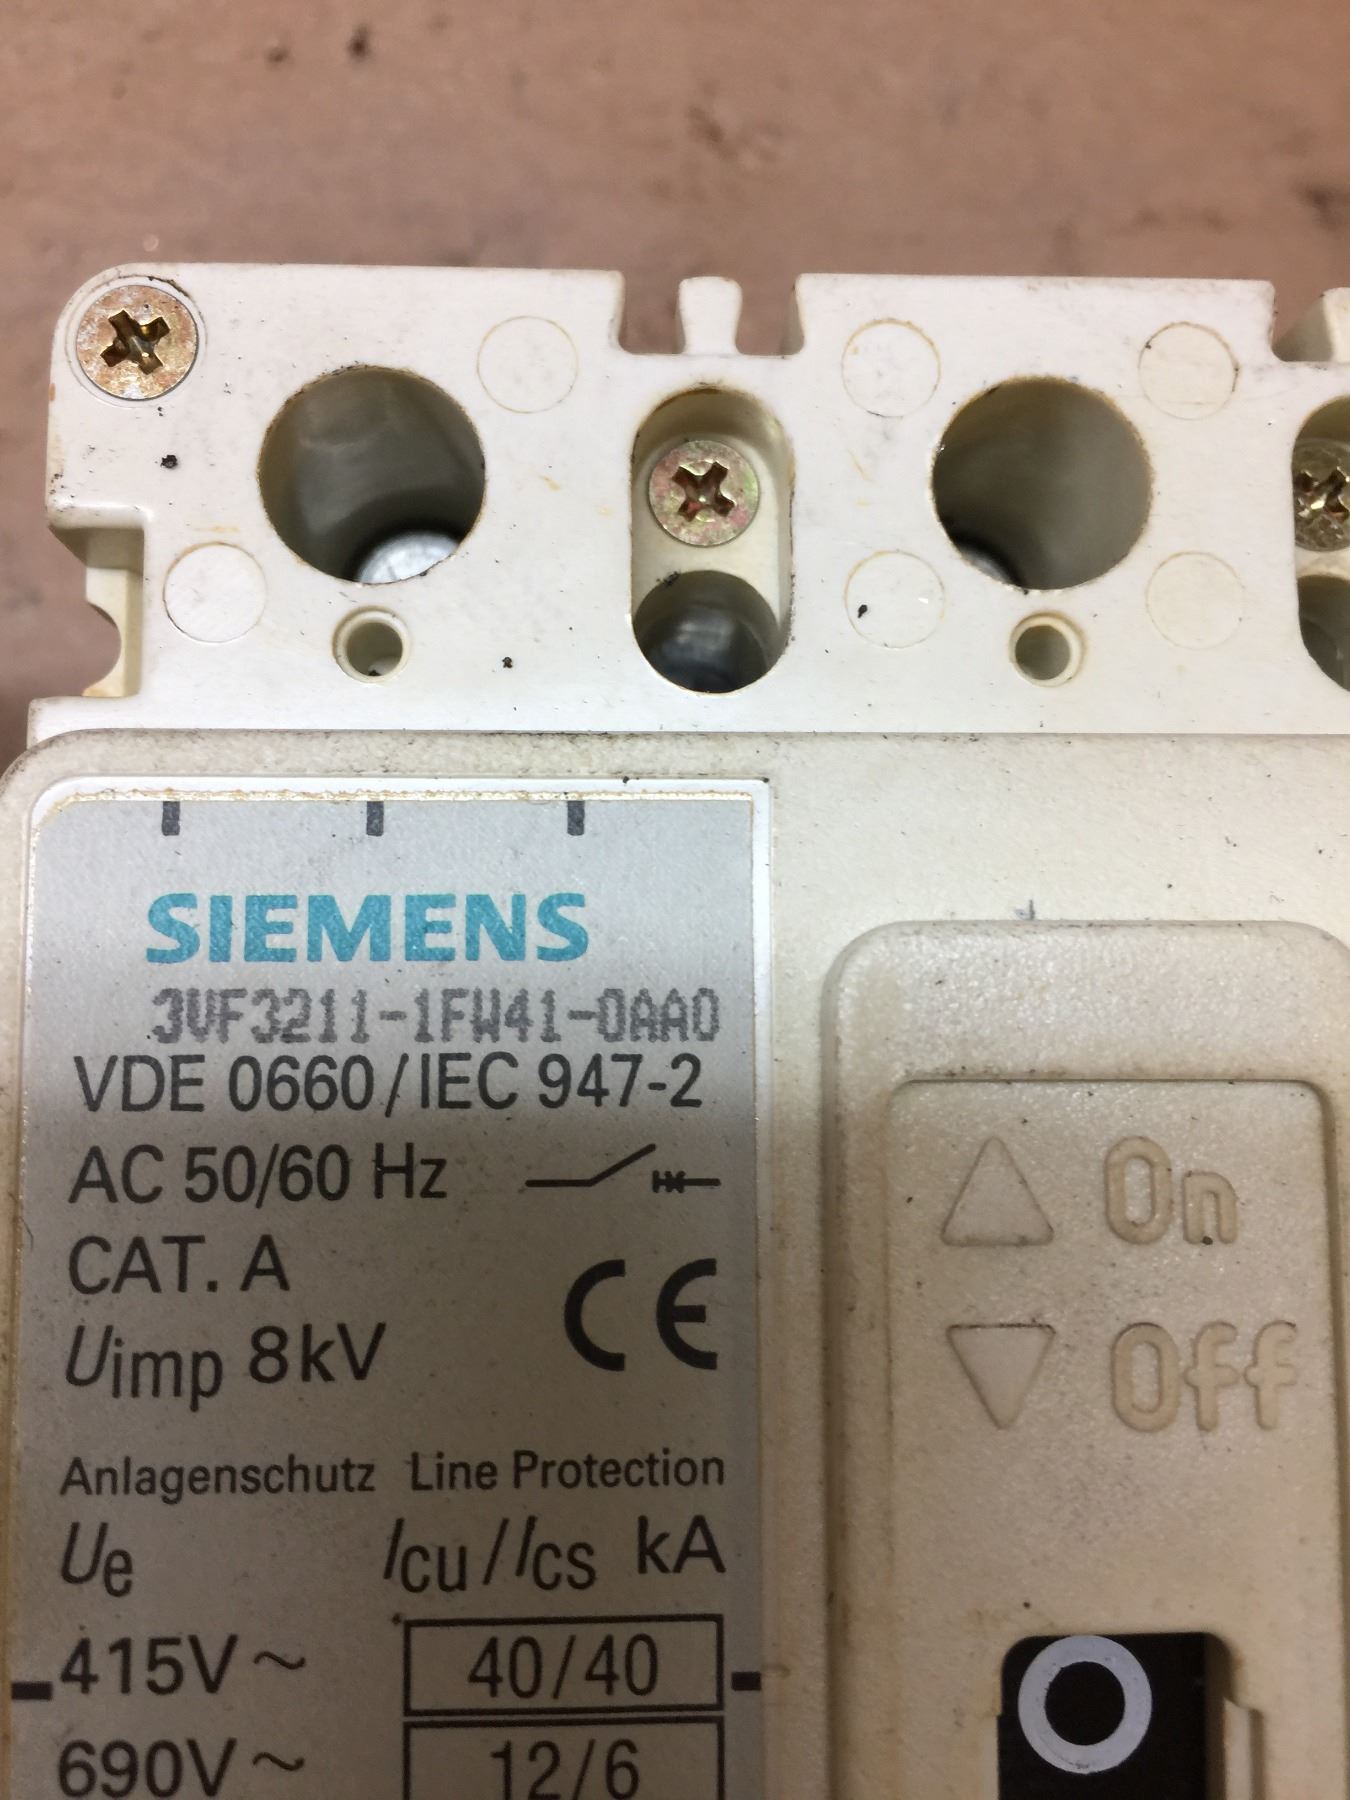 SIEMENS
3VF3211-1FW41-0AA0
VDE 0660/IEC 947-2
AC 50/60 Hz
CAT. A
Uimp 8kV
CE
Anlagenschutz Line Protection
Ue Icu/Ics kA
415V ~ 40/40
690V ~ 12/6
On
Off
O